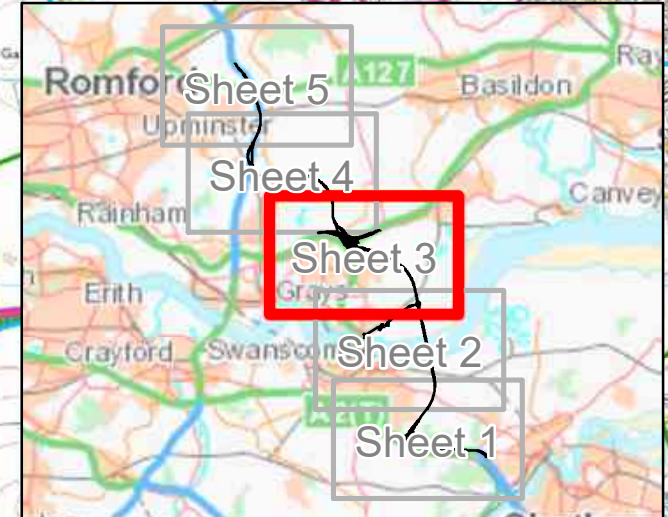 Romford
Sheet 5
A127
Basildon
Upminster
Sheet 4
Canvey
Rainham
Sheet 3
Grays
Erith
Crayford
Swanscom
Sheet 2
A2(T)
Sheet 1